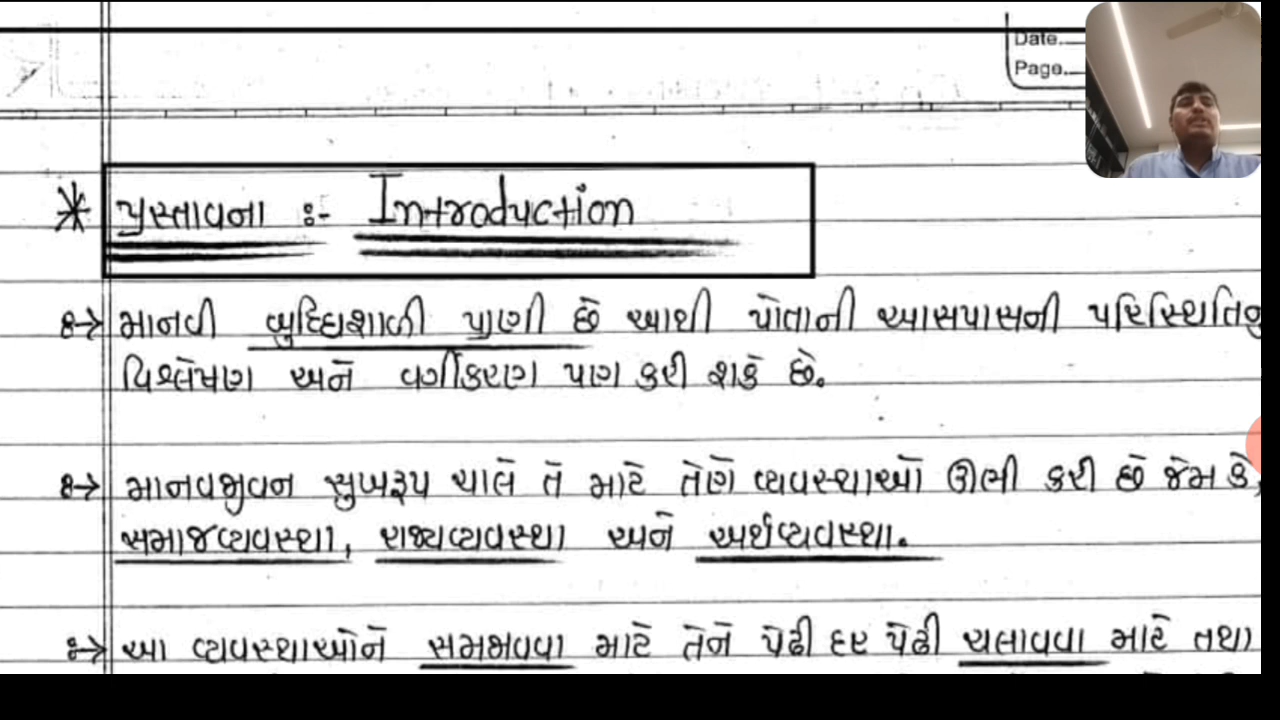 Date.
Page.
* પ્રસ્તાવના :- Introduction
:→ માનવી બુદ્ધિશાળી પ્રાણી છે આથી પોતાની આસપાસની પરિસ્થિતિનુ
વિશ્લેષણ અને વર્ગીકરણ પણ કરી શકે છે.
:→ માનવજીવન સુખરૂપ ચાલે તે માટે તેણે વ્યવસ્થાઓ ઊભી કરી છે જેમ કે,
સમાજવ્યવસ્થા, રાજ્યવ્યવસ્થા અને અર્થવ્યવસ્થા.
:→ આ વ્યવસ્થાઓને સમજાવવા માટે તેને પેઢી દર પેઢી ચલાવવા માટે તથા